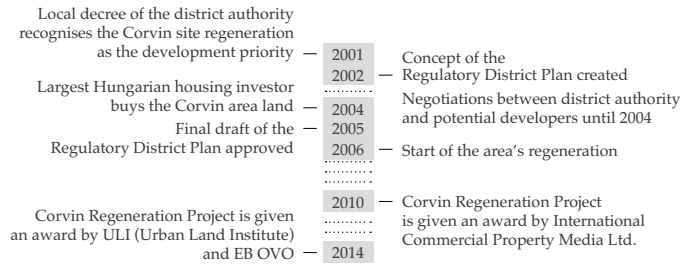 Local decree of the district authority
recognises the Corvin site regeneration
as the development priority — 2001
Concept of the
2002 — Regulatory District Plan created
Negotiations between district authority
and potential developers until 2004
Largest Hungarian housing investor
buys the Corvin area land — 2004
Final draft of the — 2005
Regulatory District Plan approved
2006 — Start of the area's regeneration
2010 — Corvin Regeneration Project
is given an award by International
Commercial Property Media Ltd.
Corvin Regeneration Project is given
an award by ULI (Urban Land Institute)
and EB OVO — 2014